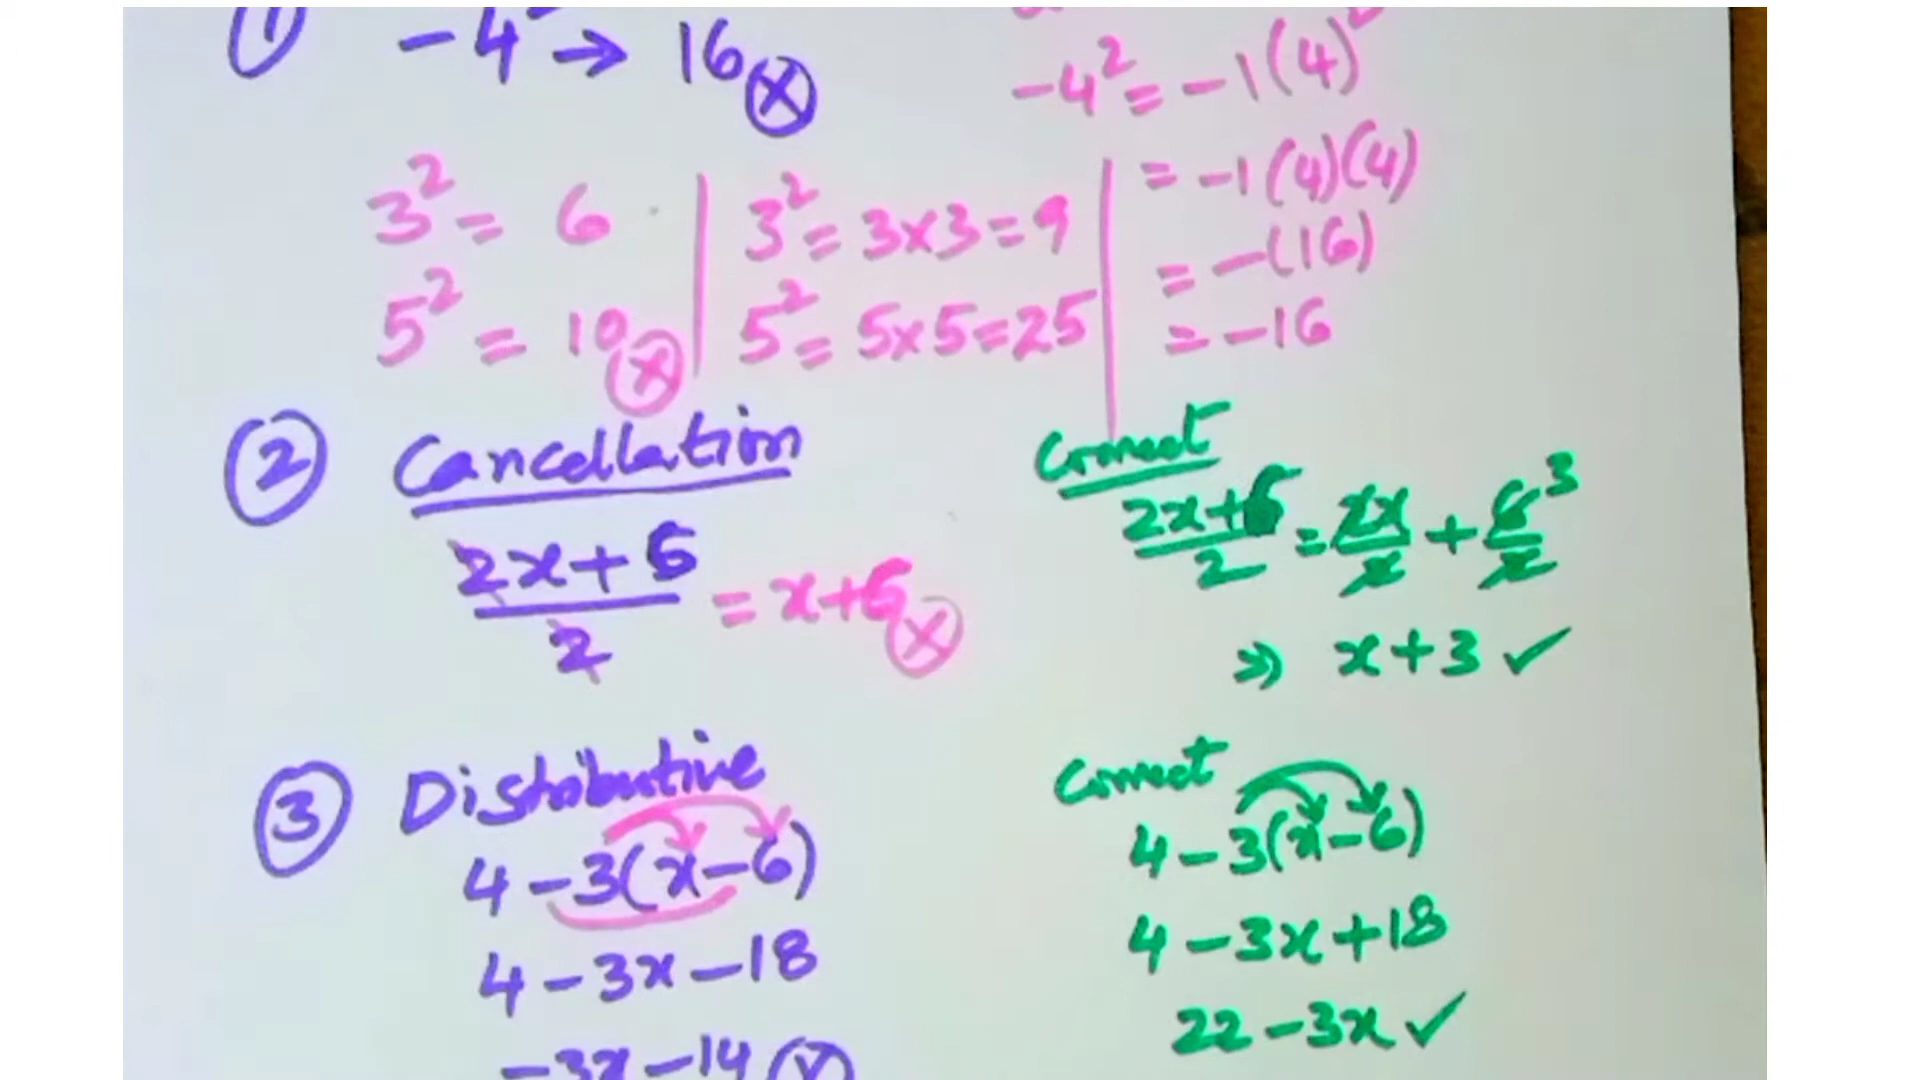 ① -4² → 16 ⓧ
-4² = -1(4)²
= -1(4)(4)
= -(16)
= -16
3² = 6
5² = 10 ⓧ
3² = 3×3=9
5² = 5×5=25
② Cancellation
2x+6/2 = x+6 ⓧ
Correct
2x+6/2 = 2x/2 + 6/2 3
⇒ x+3 ✓
③ Distributive
4-3(x-6)
4-3x-18
-3x-14 ⓧ
Correct
4-3(x-6)
4-3x+18
22-3x ✓